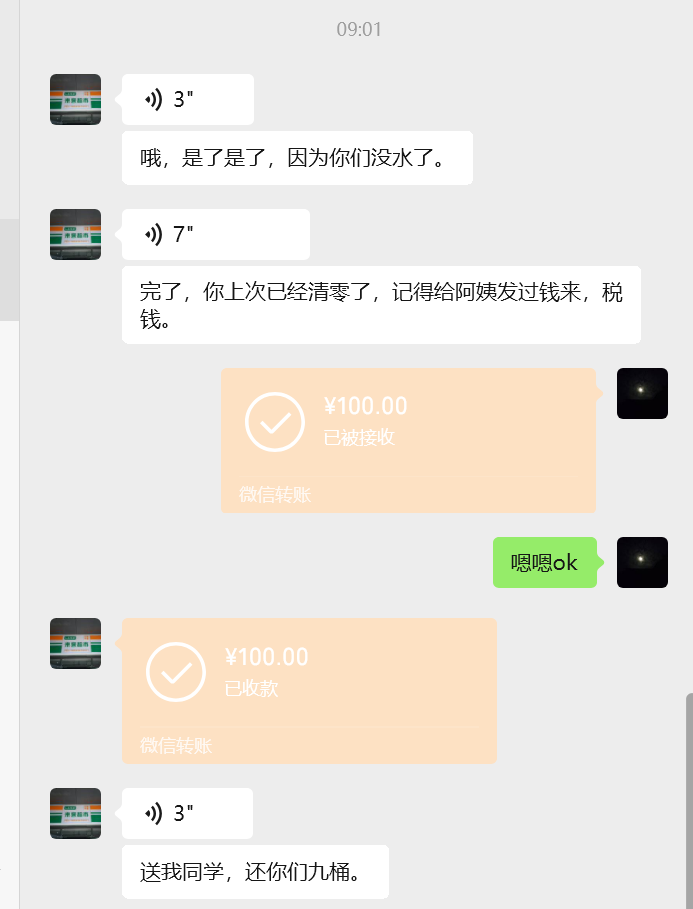 09:01
3"
哦，是了是了，因为你们没水了。
7"
完了，你上次已经清零了，记得给阿姨发过钱来，税
钱。
¥100.00
已被接收
微信转账
嗯嗯ok
¥100.00
已收款
微信转账
3"
送我同学，还你们九桶。